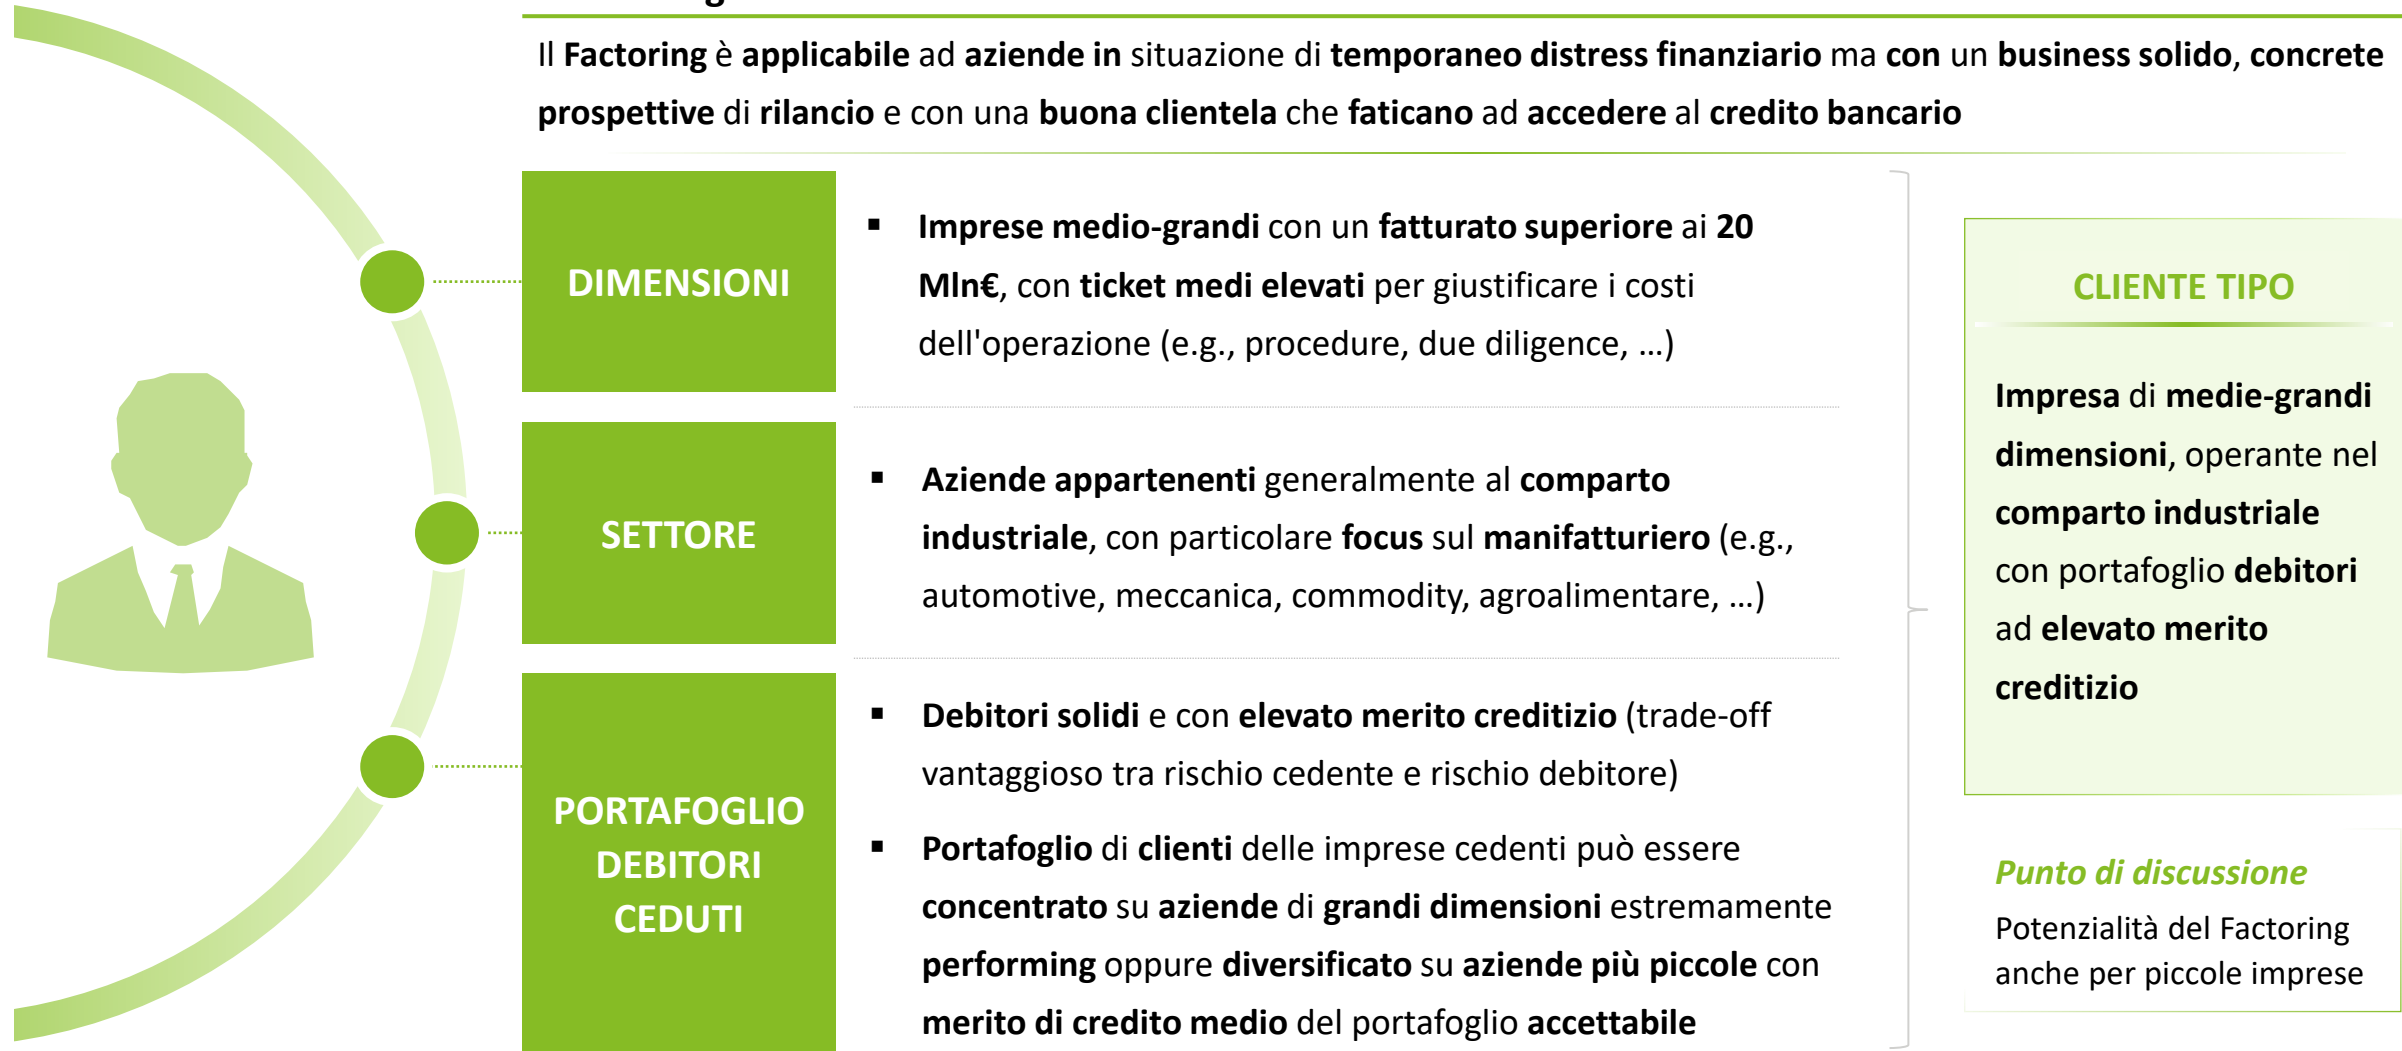 Il Factoring è applicabile ad aziende in situazione di temporaneo distress finanziario ma con un business solido, concrete
prospettive di rilancio e con una buona clientela che faticano ad accedere al credito bancario
DIMENSIONI
▪ Imprese medio-grandi con un fatturato superiore ai 20
Mln€, con ticket medi elevati per giustificare i costi
dell'operazione (e.g., procedure, due diligence, …)
SETTORE
▪ Aziende appartenenti generalmente al comparto
industriale, con particolare focus sul manifatturiero (e.g.,
automotive, meccanica, commodity, agroalimentare, …)
PORTAFOGLIO
DEBITORI
CEDUTI
▪ Debitori solidi e con elevato merito creditizio (trade-off
vantaggioso tra rischio cedente e rischio debitore)
▪ Portafoglio di clienti delle imprese cedenti può essere
concentrato su aziende di grandi dimensioni estremamente
performing oppure diversificato su aziende più piccole con
merito di credito medio del portafoglio accettabile
CLIENTE TIPO
Impresa di medie-grandi
dimensioni, operante nel
comparto industriale
con portafoglio debitori
ad elevato merito
creditizio
Punto di discussione
Potenzialità del Factoring
anche per piccole imprese